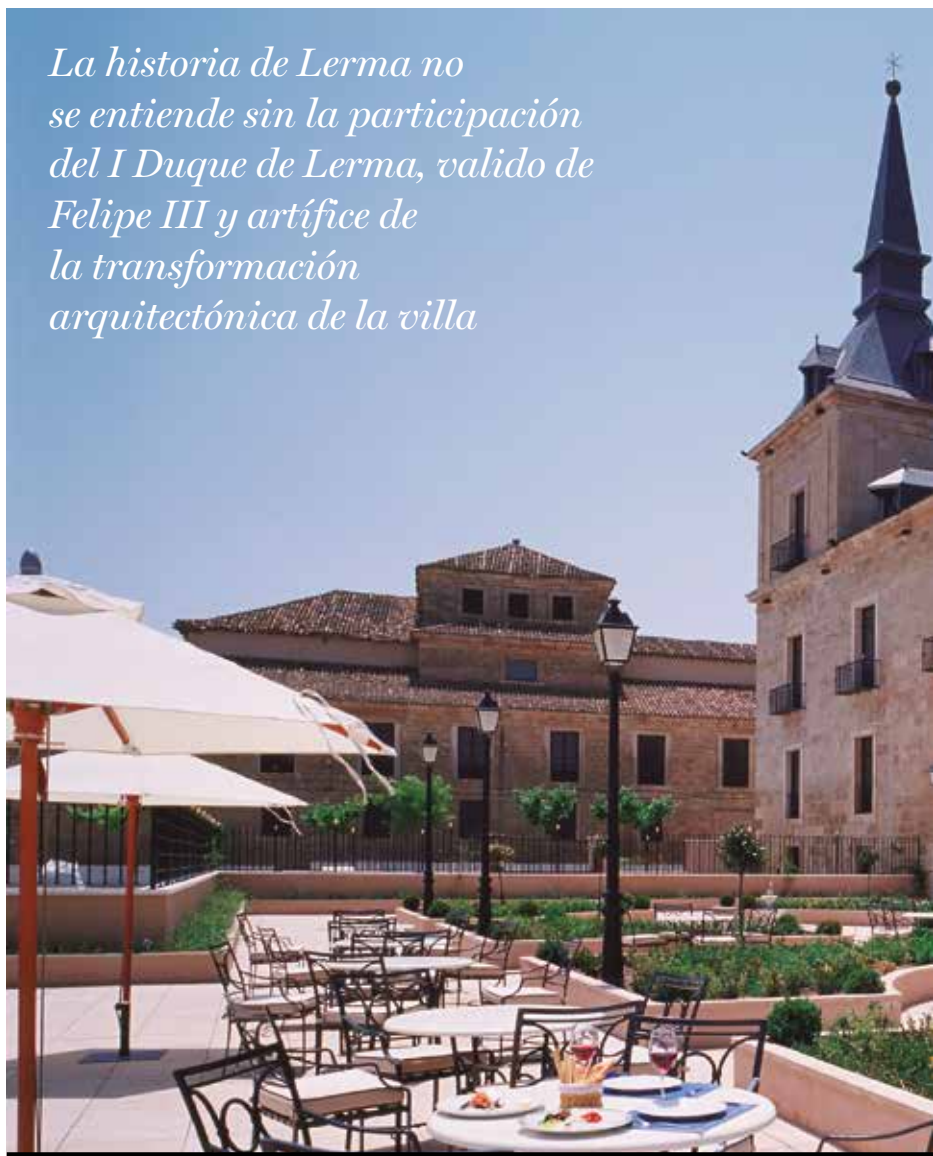 La historia de Lerma no
se entiende sin la participación
del I Duque de Lerma, valido de
Felipe III y artífice de
la transformación
arquitectónica de la villa